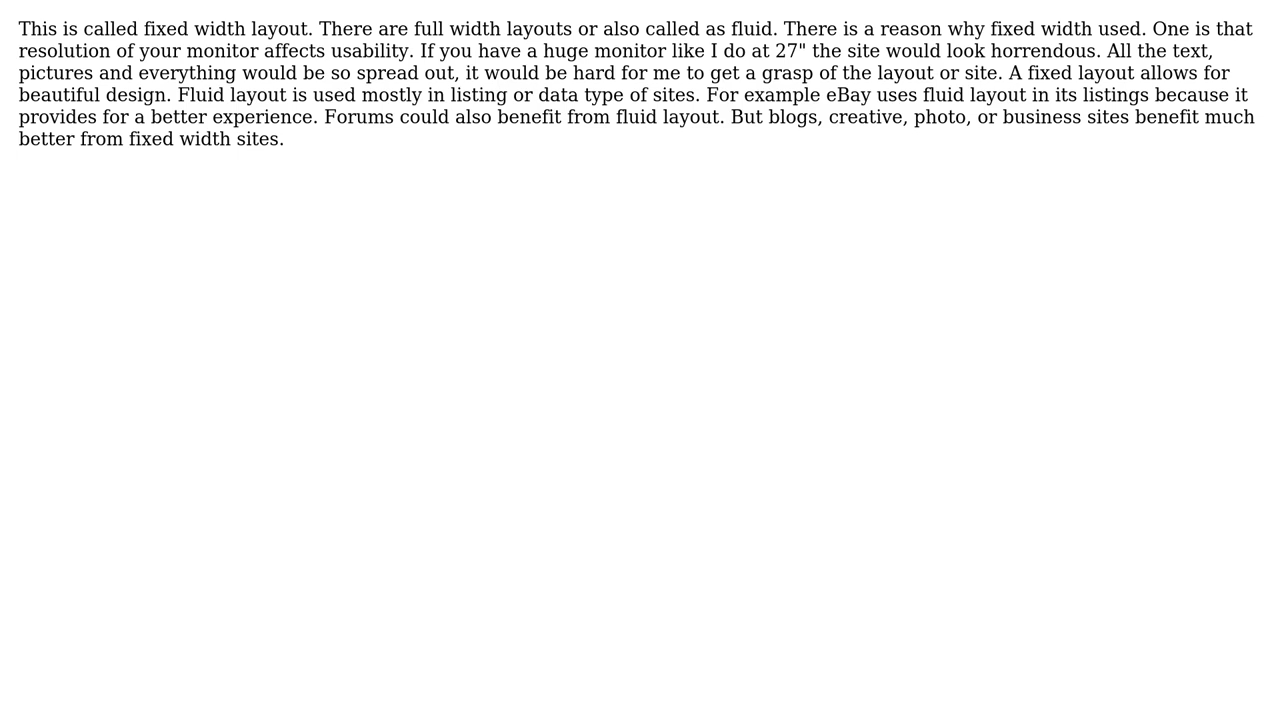 This is called fixed width layout. There are full width layouts or also called as fluid. There is a reason why fixed width used. One is that
resolution of your monitor affects usability. If you have a huge monitor like I do at 27" the site would look horrendous. All the text,
pictures and everything would be so spread out, it would be hard for me to get a grasp of the layout or site. A fixed layout allows for
beautiful design. Fluid layout is used mostly in listing or data type of sites. For example eBay uses fluid layout in its listings because it
provides for a better experience. Forums could also benefit from fluid layout. But blogs, creative, photo, or business sites benefit much
better from fixed width sites.